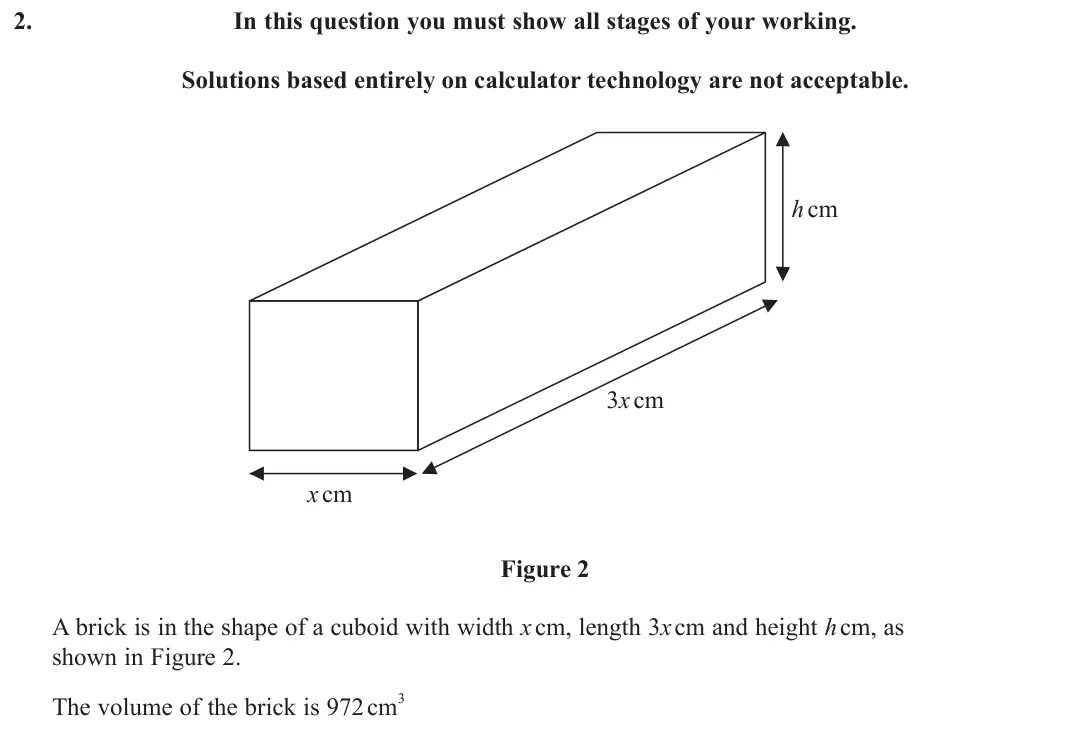 2. In this question you must show all stages of your working.
Solutions based entirely on calculator technology are not acceptable.
h cm
3x cm
x cm
Figure 2
A brick is in the shape of a cuboid with width x cm, length 3x cm and height h cm, as
shown in Figure 2.
The volume of the brick is 972 cm³